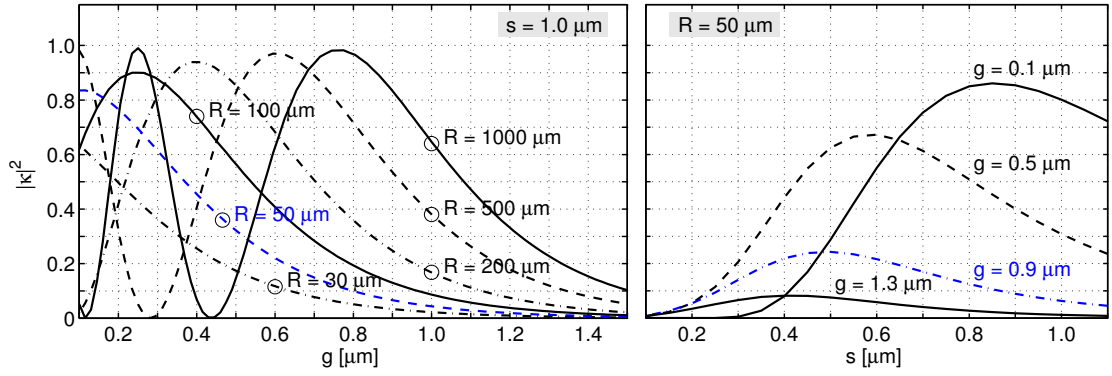 s = 1.0 µm
R = 50 µm
1.0
0.8
0.6
0.4
0.2
0
|κ|²
R = 100 µm
R = 1000 µm
R = 50 µm
R = 500 µm
R = 200 µm
R = 30 µm
g = 0.1 µm
g = 0.5 µm
g = 0.9 µm
g = 1.3 µm
0.2 0.4 0.6 0.8 1.0 1.2 1.4
g [µm]
0.2 0.4 0.6 0.8 1.0
s [µm]